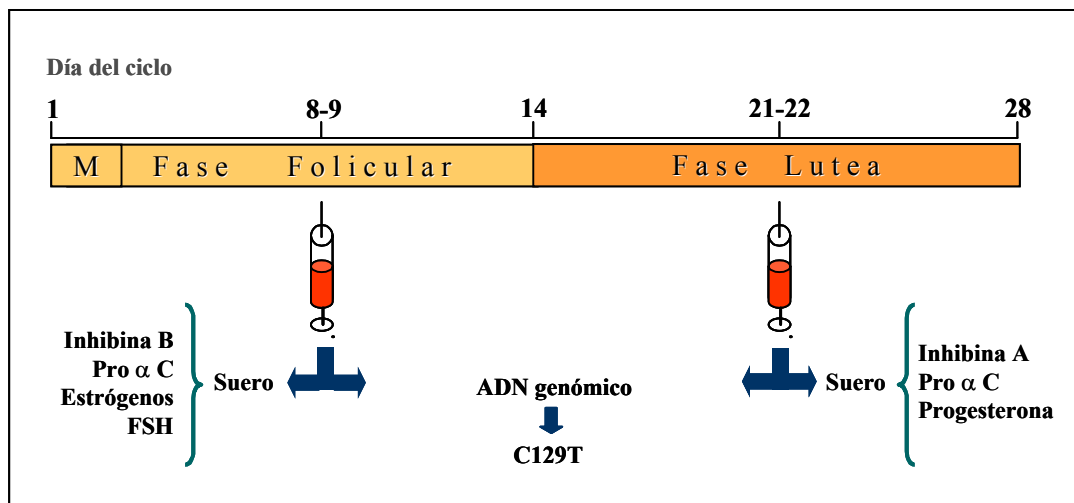 Día del ciclo
1 8-9 14 21-22 28
M Fase Folicular Fase Lutea
Inhibina B
Pro α C
Estrógenos
FSH
Suero
ADN genómico
C129T
Suero
Inhibina A
Pro α C
Progesterona